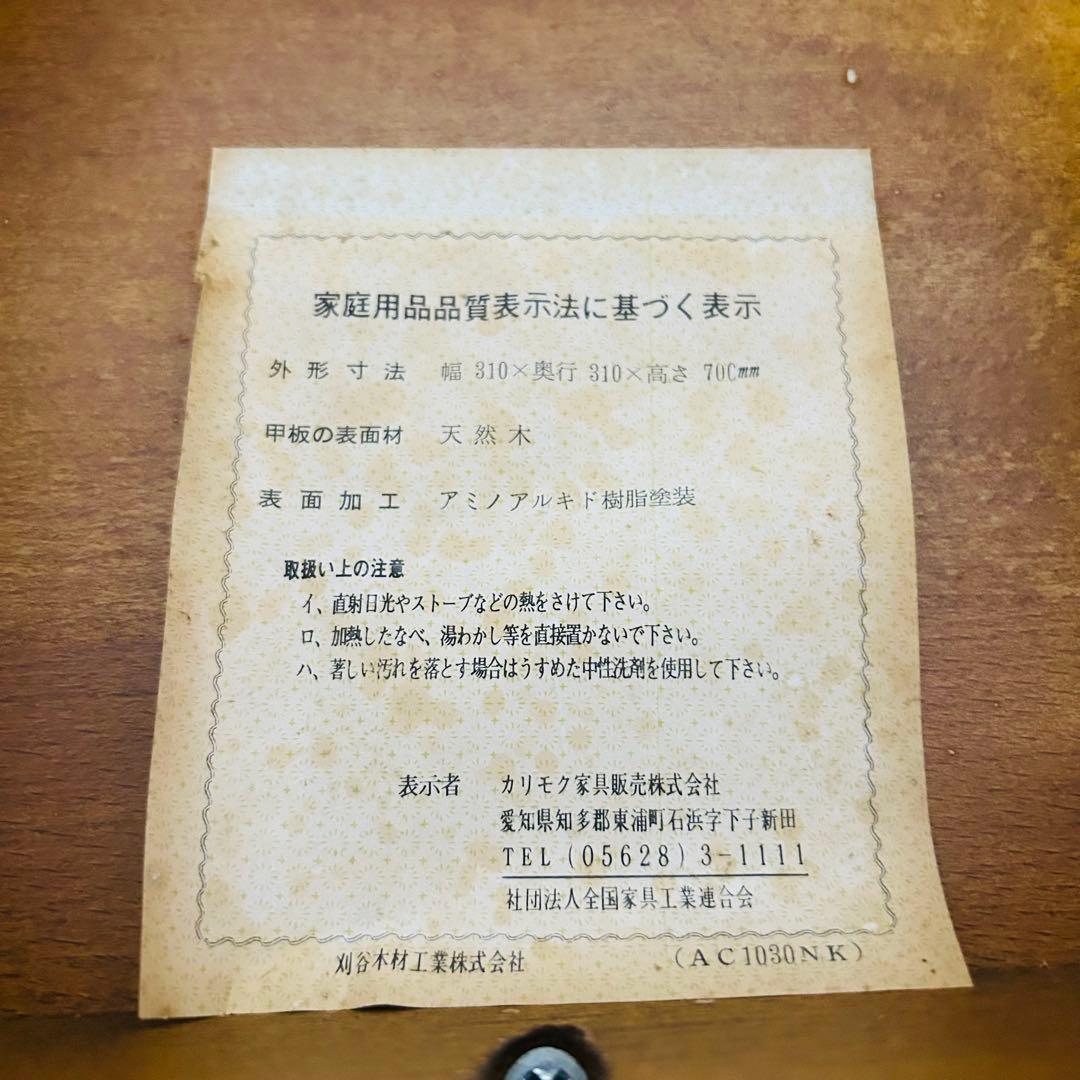 家庭用品品質表示法に基づく表示
外形寸法 幅 310×奥行 310×高さ 700mm
甲板の表面材 天然木
表面加工 アミノアルキド樹脂塗装
取扱い上の注意
イ、直射日光やストーブなどの熱をさけて下さい。
ロ、加熱したなべ、湯わかし等を直接置かないで下さい。
ハ、著しい汚れを落とす場合はうすめた中性洗剤を使用して下さい。
表示者 カリモク家具販売株式会社
愛知県知多郡東浦町石浜字下子新田
TEL (05628) 3-1111
社団法人全国家具工業連合会
刈谷木材工業株式会社 (AC1030NK)